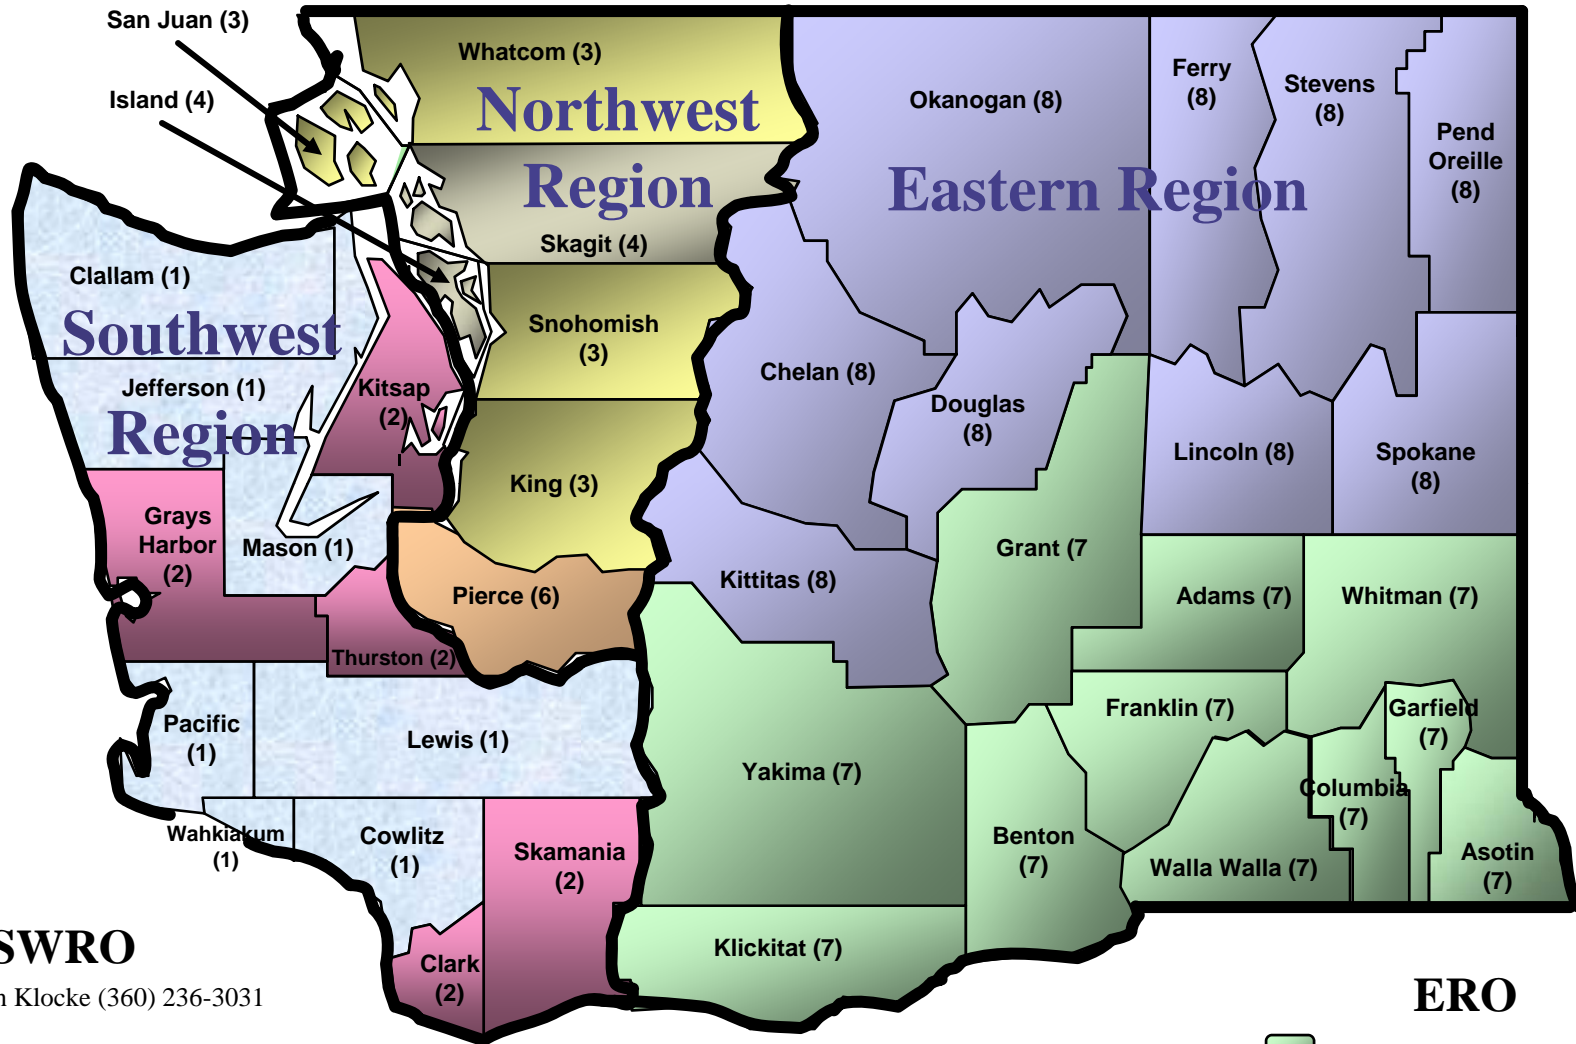 San Juan (3)
Whatcom (3)
Island (4)
Northwest
Region
Skagit (4)
Okanogan (8)
Ferry
(8)
Stevens
(8)
Pend
Oreille
(8)
Eastern Region
Clallam (1)
Southwest
Region
Jefferson (1)
Kitsap
(2)
Snohomish
(3)
Chelan (8)
Douglas
(8)
Lincoln (8)
Spokane
(8)
King (3)
Grays
Harbor
(2)
Mason (1)
Grant (7
Pierce (6)
Kittitas (8)
Adams (7)
Whitman (7)
Thurston (2)
Pacific
(1)
Lewis (1)
Yakima (7)
Franklin (7)
Garfield
(7)
Columbia
(7)
Wahkiakum
(1)
Cowlitz
(1)
Skamania
(2)
Benton
(7)
Walla Walla (7)
Asotin
(7)
Clark
(2)
Klickitat (7)
SWRO
Klocke (360) 236-3031
ERO